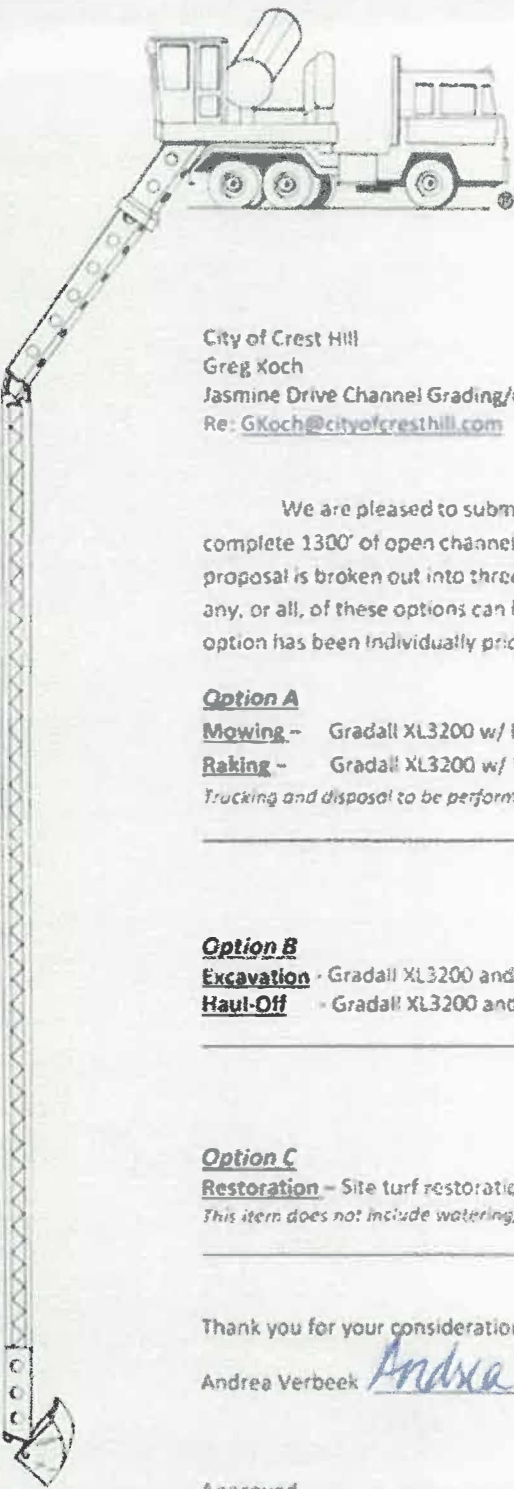 City of Crest Hill
Greg Koch
Jasmine Drive Channel Grading/
Re: GKoch@cityofcresthill.com
We are pleased to subm
complete 1300' of open channel
proposal is broken out into three
any, or all, of these options can
option has been individually pric
Option A
Mowing – Gradall XL3200 w/
Raking – Gradall XL3200 w/
Trucking and disposal to be perform
Option B
Excavation - Gradall XL3200 and
Haul-Off - Gradall XL3200 and
Option C
Restoration – Site turf restoratio
This item does not include watering,
Thank you for your consideration
Andrea Verbeek Andrea
Approved